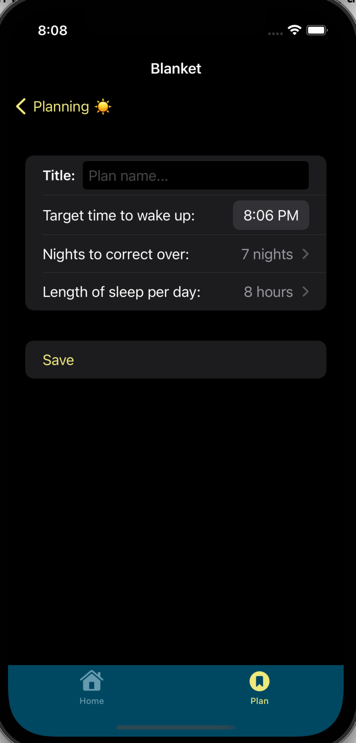 8:08
Blanket
Planning ☀️
Title: Plan name...
Target time to wake up: 8:06 PM
Nights to correct over: 7 nights
Length of sleep per day: 8 hours
Save
Home Plan